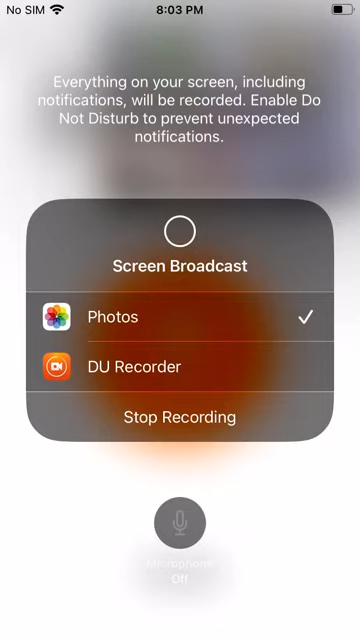 No SIM 8:03 PM
Everything on your screen, including
notifications, will be recorded. Enable Do
Not Disturb to prevent unexpected
notifications.
Screen Broadcast
Photos
DU Recorder
Stop Recording
Microphone
Off